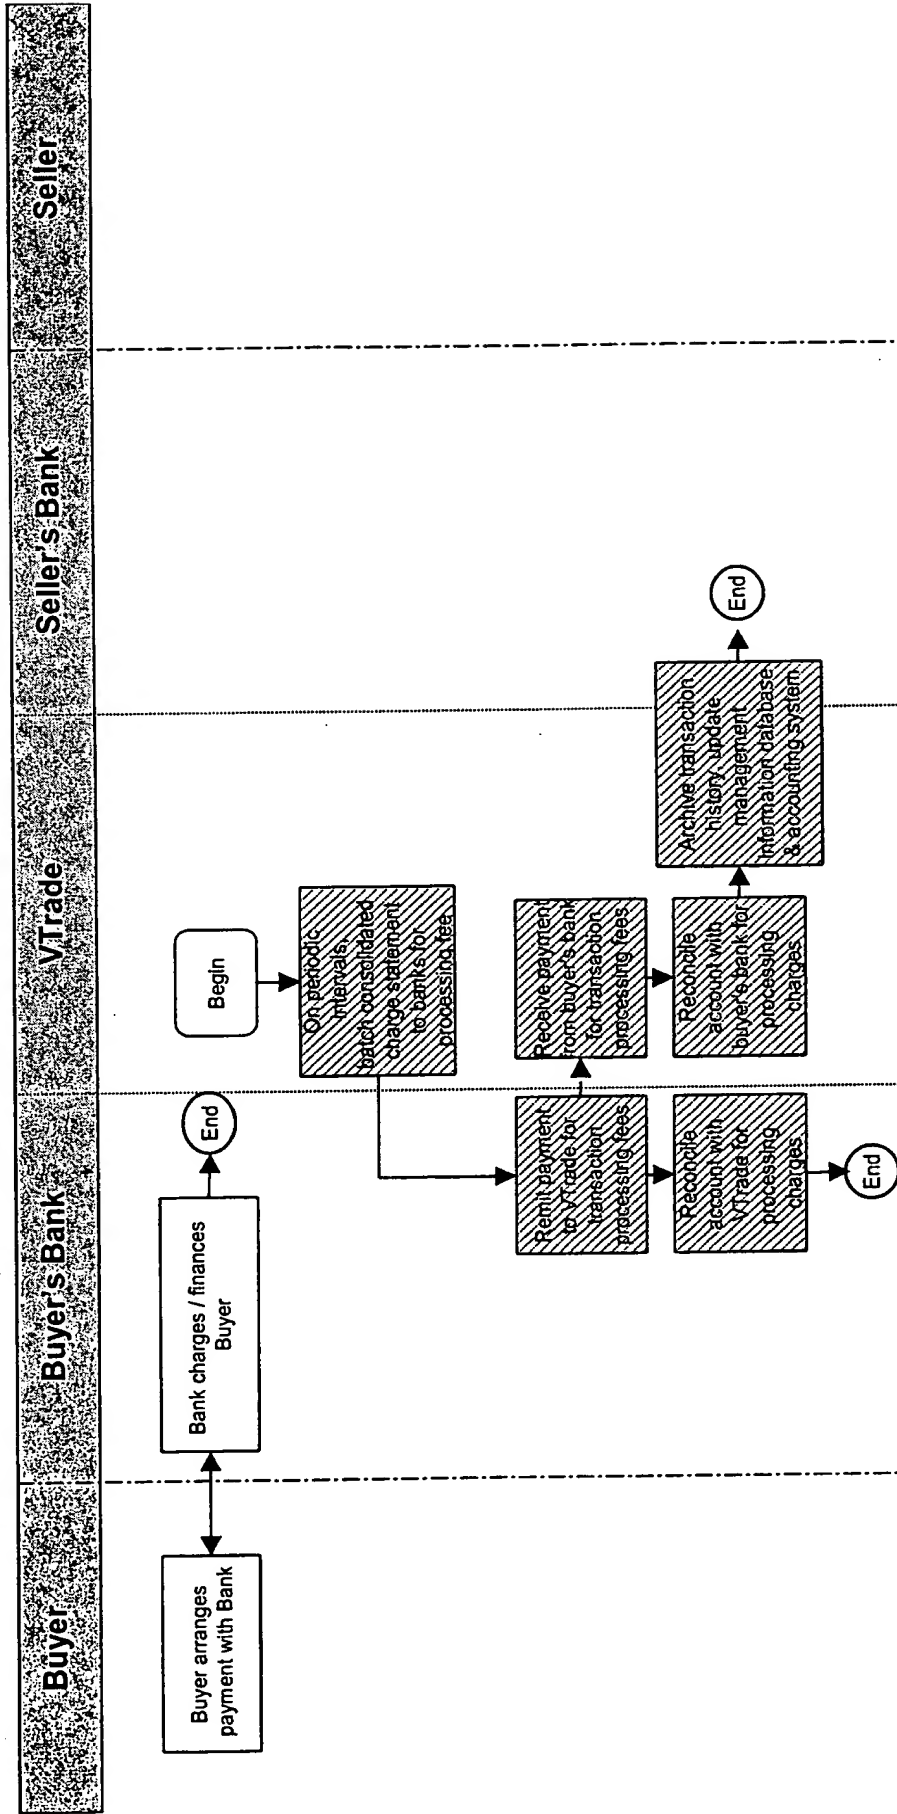 Buyer
Buyer's Bank
VTrade
Seller's Bank
Seller
Buyer arranges
payment with Bank
Bank charges / finances
Buyer
End
Begin
On periodic
intervals,
batch consolidated
charge statement
to banks for
processing fee
Remit payment
to VTrade for
transaction
processing fees
Receive payment
from buyer's bank
for transaction
processing fees
Reconcile
account with
VTrade for
processing
charges
End
Reconcile
account with
buyer's bank for
processing
charges
Archive transaction
history, update
management
information database
& accounting system
End